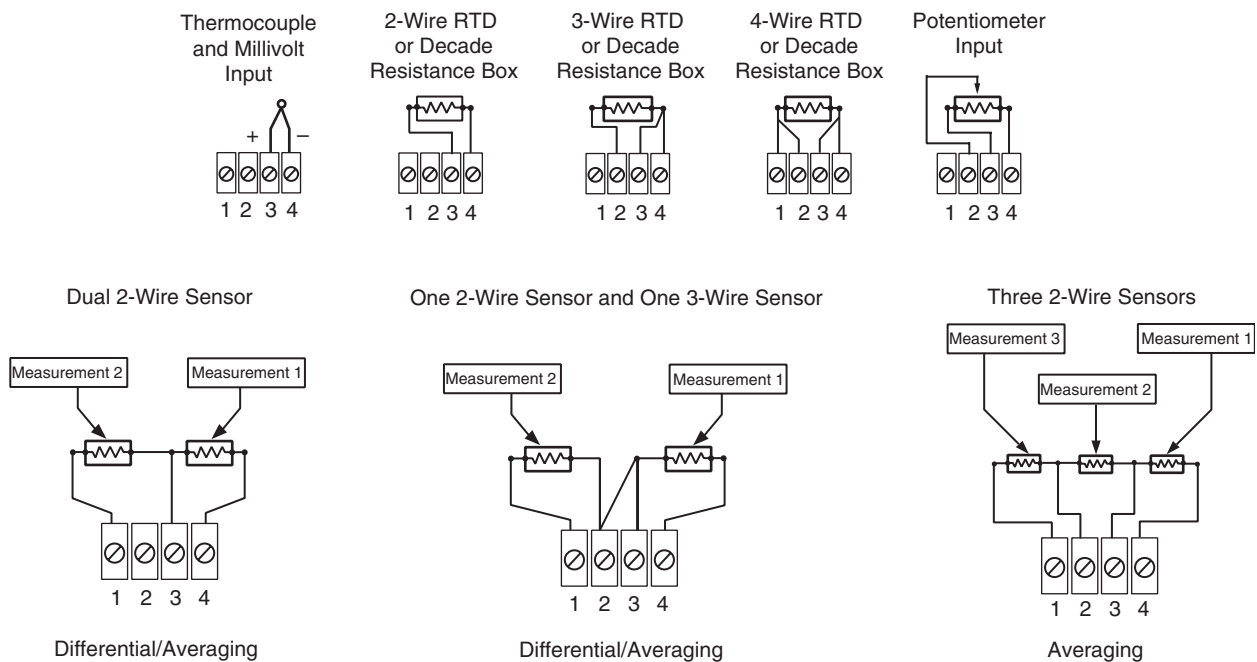 Thermocouple
and Millivolt
Input
+ −
1 2 3 4
2-Wire RTD
or Decade
Resistance Box
1 2 3 4
3-Wire RTD
or Decade
Resistance Box
1 2 3 4
4-Wire RTD
or Decade
Resistance Box
1 2 3 4
Potentiometer
Input
1 2 3 4
Dual 2-Wire Sensor
Measurement 2
Measurement 1
1 2 3 4
Differential/Averaging
One 2-Wire Sensor and One 3-Wire Sensor
Measurement 2
Measurement 1
1 2 3 4
Differential/Averaging
Three 2-Wire Sensors
Measurement 3
Measurement 1
Measurement 2
1 2 3 4
Averaging